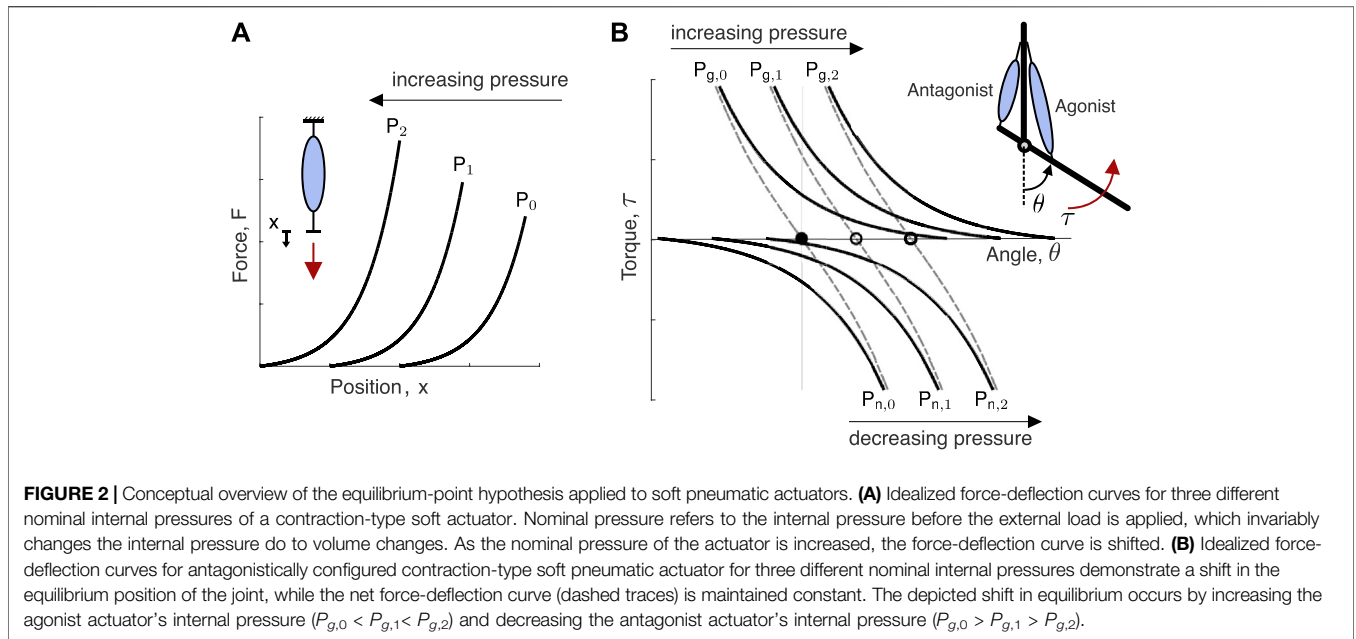 A
increasing pressure
P2
P1
P0
x
Force, F
Position, x
B
increasing pressure
Pg,0 Pg,1 Pg,2
Antagonist
Agonist
θ
τ
Torque, τ
Angle, θ
Pn,0 Pn,1 Pn,2
decreasing pressure
FIGURE 2 | Conceptual overview of the equilibrium-point hypothesis applied to soft pneumatic actuators. (A) Idealized force-deflection curves for three different
nominal internal pressures of a contraction-type soft actuator. Nominal pressure refers to the internal pressure before the external load is applied, which invariably
changes the internal pressure do to volume changes. As the nominal pressure of the actuator is increased, the force-deflection curve is shifted. (B) Idealized force-
deflection curves for antagonistically configured contraction-type soft pneumatic actuator for three different nominal internal pressures demonstrate a shift in the
equilibrium position of the joint, while the net force-deflection curve (dashed traces) is maintained constant. The depicted shift in equilibrium occurs by increasing the
agonist actuator's internal pressure (Pg,0 < Pg,1< Pg,2) and decreasing the antagonist actuator's internal pressure (Pg,0 > Pg,1 > Pg,2).